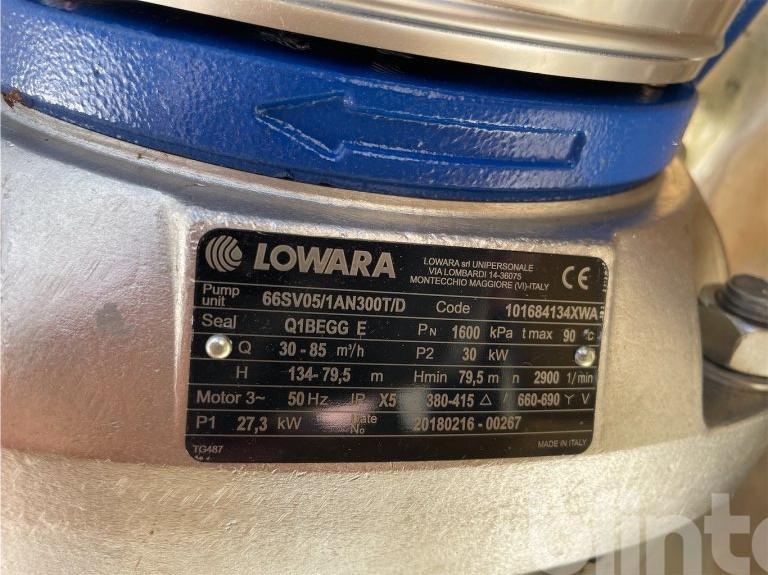 LOWARA
LOWARA srl UNIPERSONALE
VIA LOMBARDI 14-36075
MONTECCHIO MAGGIORE (VI)-ITALY
CE
Pump unit 66SV05/1AN300T/D Code 101684134XWA
Seal Q1BEGG E PN 1600 kPa t max 90 °C
Q 30-85 m³/h P2 30 kW
H 134-79,5 m Hmin 79,5 m n 2900 1/min
Motor 3~ 50 Hz IP X5 380-415 △ / 660-690 Y V
P1 27,3 kW Date No 20180216-00267
TG487 MADE IN ITALY